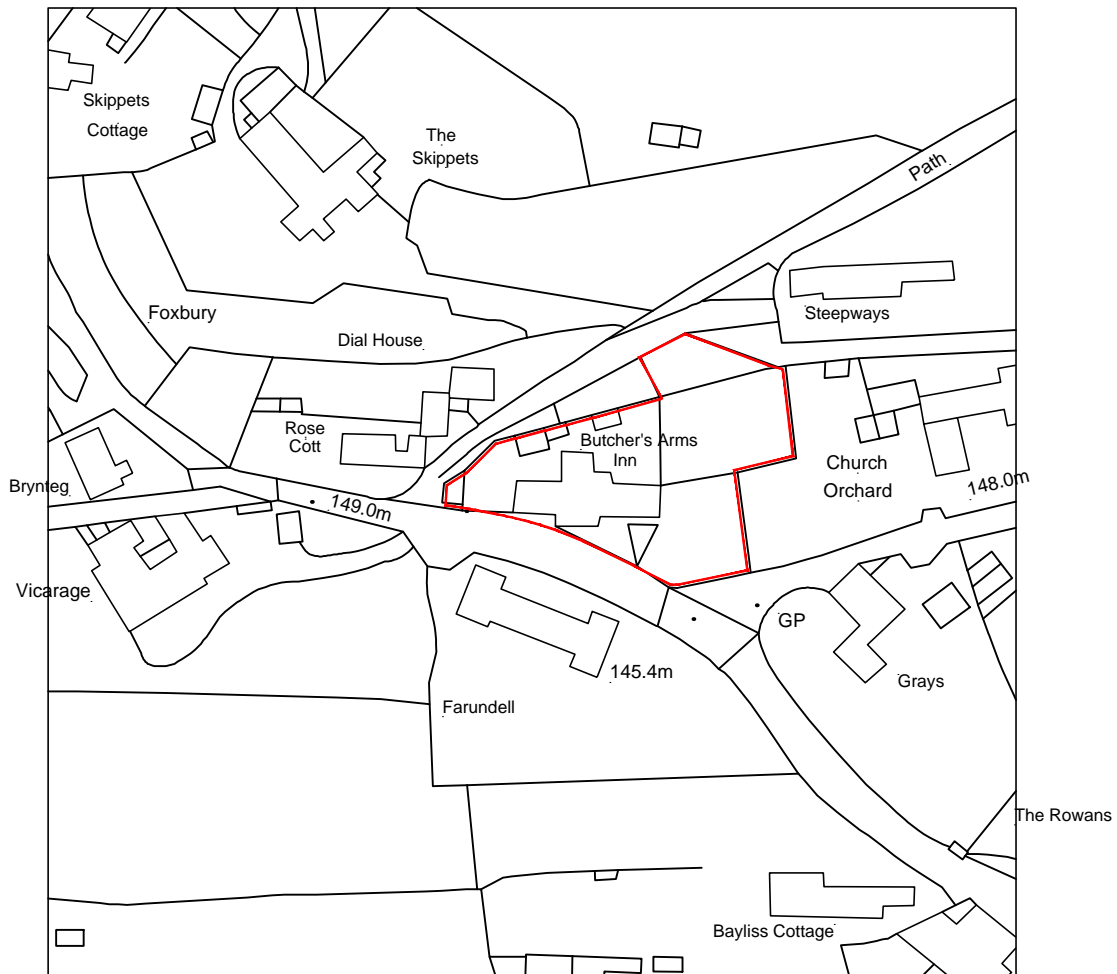 Skippets
Cottage
The
Skippets
Path
Foxbury
Dial House
Steepways
Rose
Cott
Butcher's Arms
Inn
Church
Orchard
Brynteg
149.0m
148.0m
Vicarage
GP
145.4m
Grays
Farundell
The Rowans
Bayliss Cottage